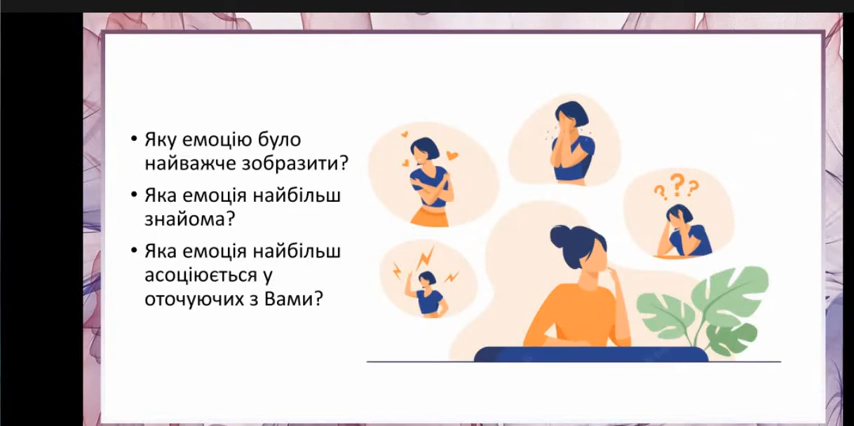 • Яку емоцію було
найважче зобразити?
• Яка емоція найбільш
знайома?
• Яка емоція найбільш
асоціюється у
оточуючих з Вами?
? ? ?